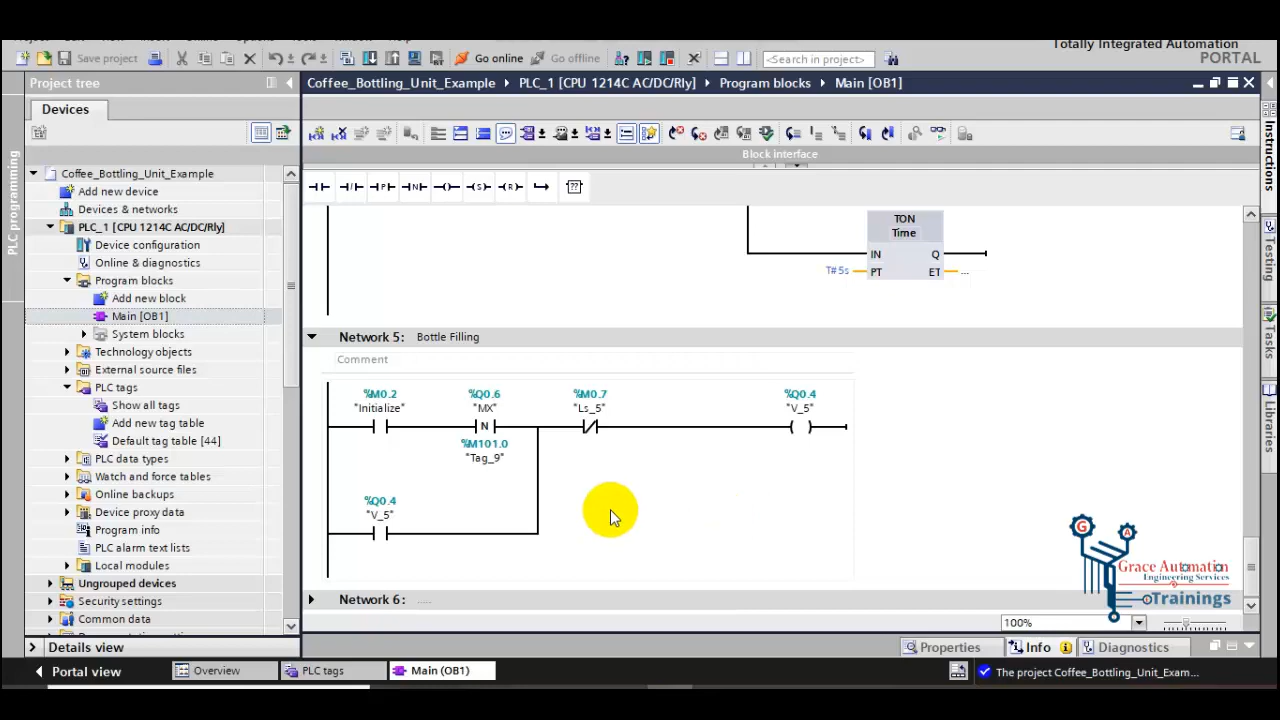 Totally Integrated Automation
PORTAL
Save project
Go online
Go offline
<Search in project>
Project tree
Coffee_Bottling_Unit_Example
PLC_1 [CPU 1214C AC/DC/Rly]
Program blocks
Main [OB1]
Devices
Block interface
PLC programming
Coffee_Bottling_Unit_Example
Add new device
Devices & networks
PLC_1 [CPU 1214C AC/DC/Rly]
Device configuration
Online & diagnostics
Program blocks
Add new block
Main [OB1]
System blocks
Technology objects
External source files
PLC tags
Show all tags
Add new tag table
Default tag table [44]
PLC data types
Watch and force tables
Online backups
Device proxy data
Program info
PLC alarm text lists
Local modules
Ungrouped devices
Security settings
Common data
Details view
P
N
S
R
??
TON
Time
IN
Q
T#5s
PT
ET
...
Network 5:
Bottle Filling
Comment
%M0.2
"Initialize"
%Q0.6
"MX"
N
%M101.0
"Tag_9"
%M0.7
"Ls_5"
%Q0.4
"V_5"
%Q0.4
"V_5"
Network 6:
.....
Instructions
Testing
Tasks
Libraries
G
A
Grace Automation
Engineering Services
eTrainings
100%
Properties
Info
Diagnostics
Portal view
Overview
PLC tags
Main (OB1)
The project Coffee_Bottling_Unit_Exam...